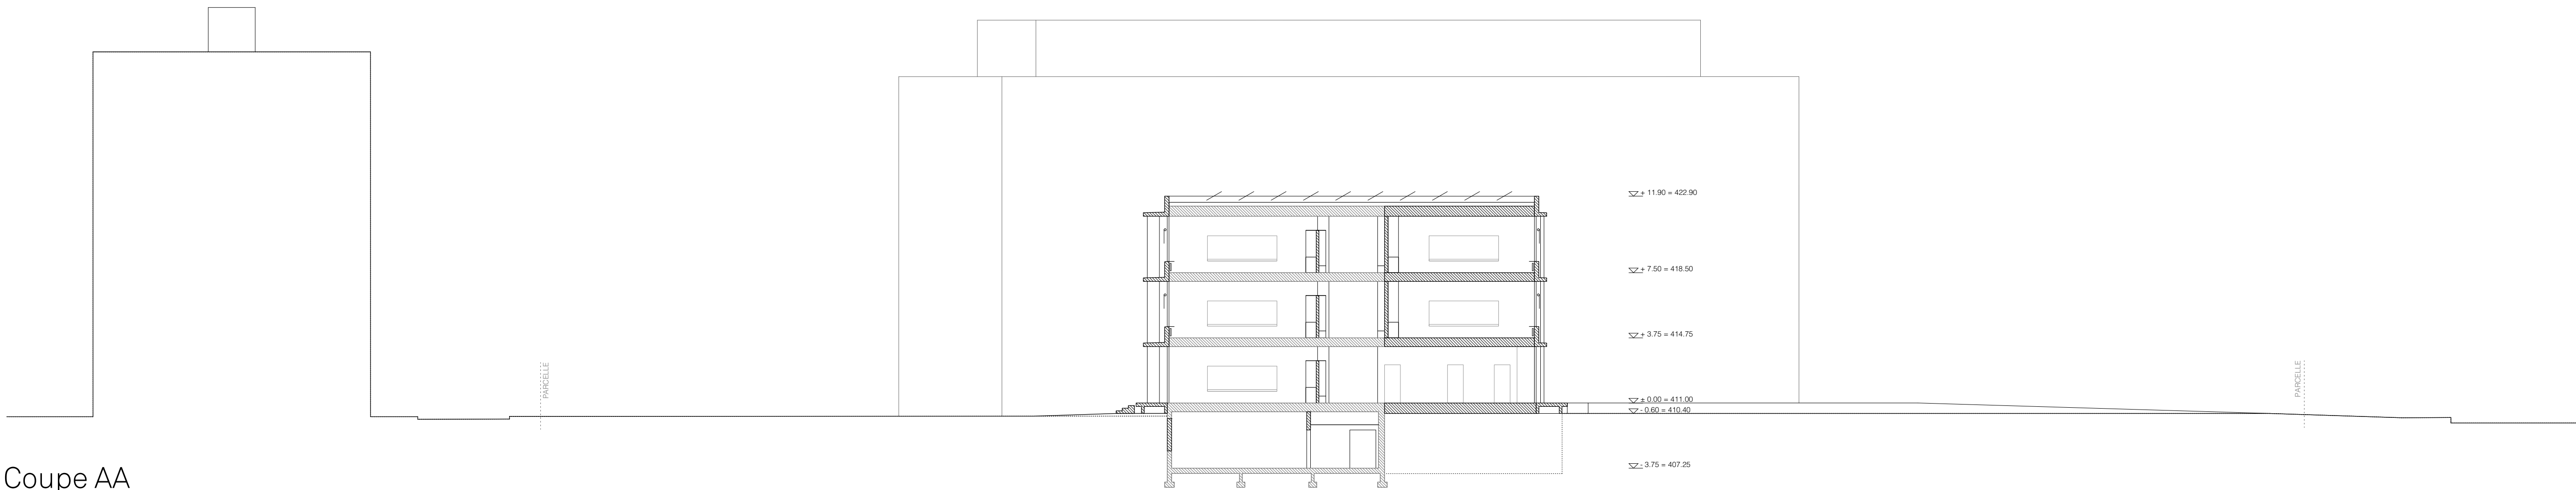 + 11.90 = 422.90
+ 7.50 = 418.50
+ 3.75 = 414.75
PARCELLE
PARCELLE
± 0.00 = 411.00
- 0.60 = 410.40
- 3.75 = 407.25
Coupe AA